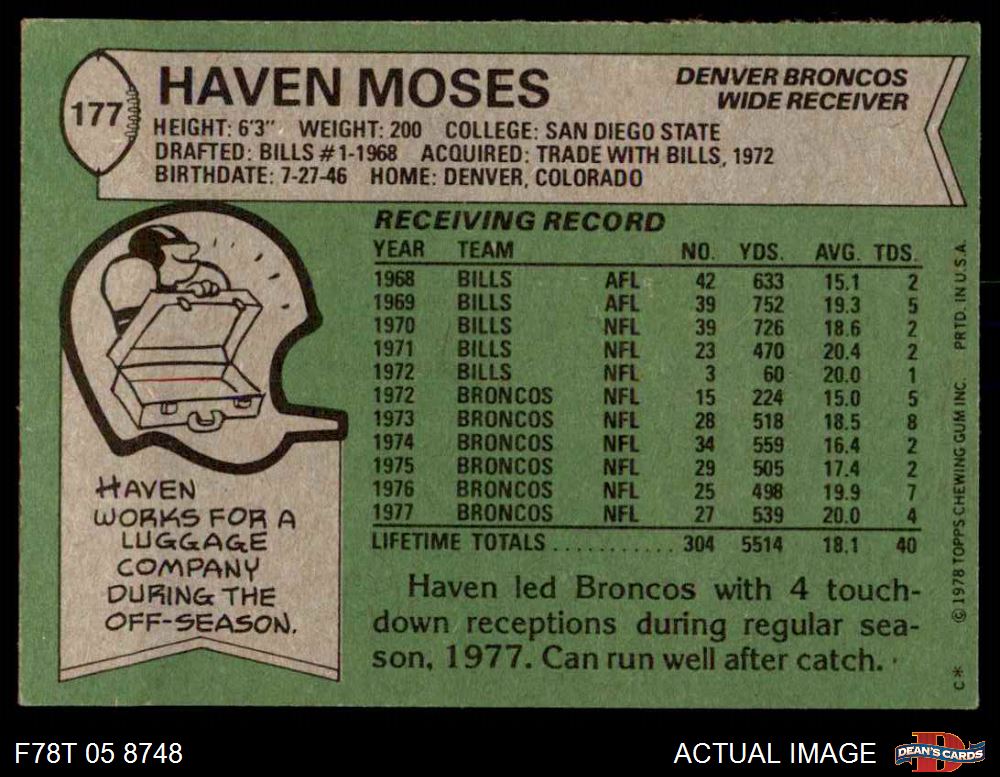 177
HAVEN MOSES
DENVER BRONCOS
WIDE RECEIVER
HEIGHT: 6'3" WEIGHT: 200 COLLEGE: SAN DIEGO STATE
DRAFTED: BILLS #1-1968 ACQUIRED: TRADE WITH BILLS, 1972
BIRTHDATE: 7-27-46 HOME: DENVER, COLORADO
RECEIVING RECORD
YEAR TEAM NO. YDS. AVG. TDS.
1968 BILLS AFL 42 633 15.1 2
1969 BILLS AFL 39 752 19.3 5
1970 BILLS NFL 39 726 18.6 2
1971 BILLS NFL 23 470 20.4 2
1972 BILLS NFL 3 60 20.0 1
1972 BRONCOS NFL 15 224 15.0 5
1973 BRONCOS NFL 28 518 18.5 8
1974 BRONCOS NFL 34 559 16.4 2
1975 BRONCOS NFL 29 505 17.4 2
1976 BRONCOS NFL 25 498 19.9 7
1977 BRONCOS NFL 27 539 20.0 4
LIFETIME TOTALS ........... 304 5514 18.1 40
Haven led Broncos with 4 touch-
down receptions during regular sea-
son, 1977. Can run well after catch.
HAVEN
WORKS FOR A
LUGGAGE
COMPANY
DURING THE
OFF-SEASON.
C* © 1978 TOPPS CHEWING GUM INC. PRTD. IN U.S.A.
F78T 05 8748
ACTUAL IMAGE
D
DEAN'S CARDS